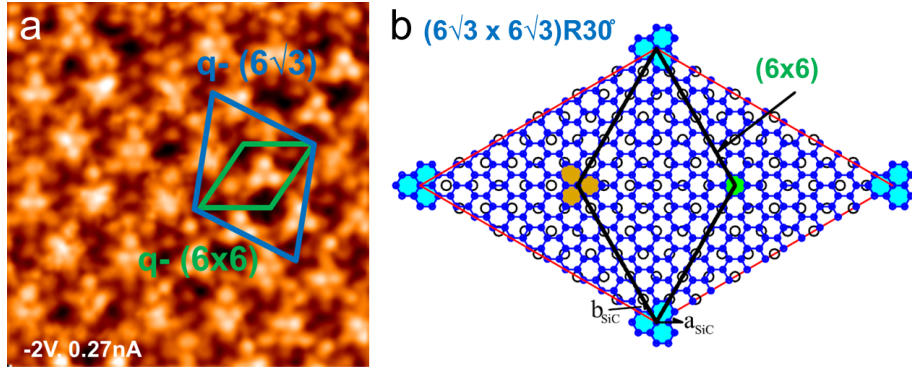 a
q- (6√3)
q- (6x6)
-2V, 0.27nA
b
(6√3 x 6√3)R30°
(6x6)
b_SiC
a_SiC